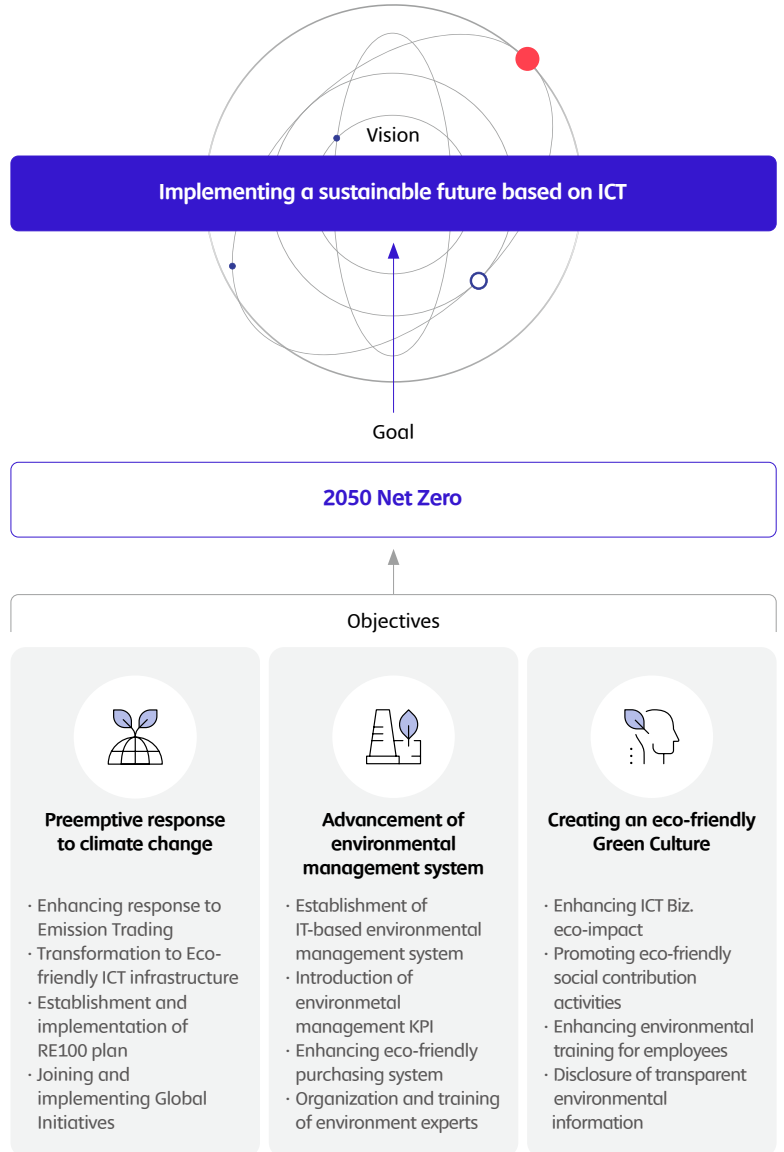 Vision
Implementing a sustainable future based on ICT
Goal
2050 Net Zero
Objectives
Preemptive response
to climate change
· Enhancing response to
Emission Trading
· Transformation to Eco-
friendly ICT infrastructure
· Establishment and
implementation of
RE100 plan
· Joining and
implementing Global
Initiatives
Advancement of
environmental
management system
· Establishment of
IT-based environmental
management system
· Introduction of
environmetal
management KPI
· Enhancing eco-friendly
purchasing system
· Organization and training
of environment experts
Creating an eco-friendly
Green Culture
· Enhancing ICT Biz.
eco-impact
· Promoting eco-friendly
social contribution
activities
· Enhancing environmental
training for employees
· Disclosure of transparent
environmental
information